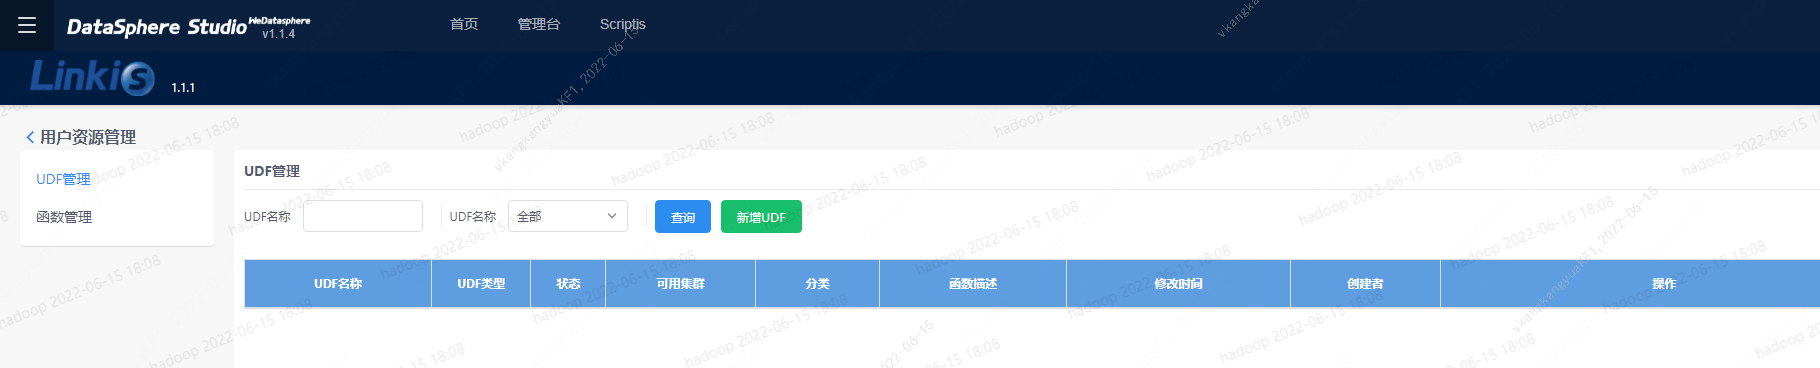 DataSphere Studio WeDatasphere
v1.1.4
首页 管理台 Scriptis
Linkis 1.1.1
用户资源管理
UDF管理
函数管理
UDF管理
UDF名称 UDF名称 全部 查询 新增UDF
UDF名称 UDF类型 状态 可用集群 分类 函数描述 修改时间 创建者 操作
hadoop 2022-06-15 18:08
vkangkangyueKF1, 2022-06-15